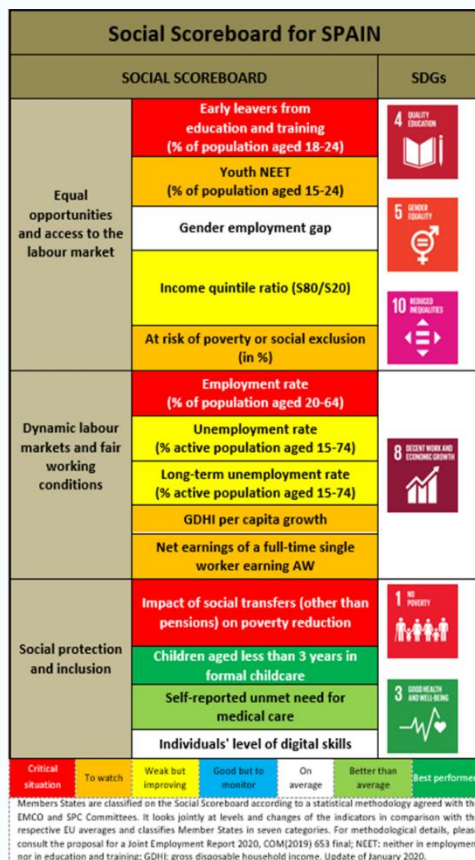 Social Scoreboard for SPAIN
SOCIAL SCOREBOARD
SDGs
Equal
opportunities
and access to the
labour market
Early leavers from
education and training
(% of population aged 18-24)
Youth NEET
(% of population aged 15-24)
Gender employment gap
Income quintile ratio (S80/S20)
At risk of poverty or social exclusion
(in %)
4 QUALITY
EDUCATION
5 GENDER
EQUALITY
10 REDUCED
INEQUALITIES
Dynamic labour
markets and fair
working
conditions
Employment rate
(% of population aged 20-64)
Unemployment rate
(% active population aged 15-74)
Long-term unemployment rate
(% active population aged 15-74)
GDHI per capita growth
Net earnings of a full-time single
worker earning AW
8 DECENT WORK AND
ECONOMIC GROWTH
Social protection
and inclusion
Impact of social transfers (other than
pensions) on poverty reduction
Children aged less than 3 years in
formal childcare
Self-reported unmet need for
medical care
Individuals' level of digital skills
1 NO
POVERTY
3 GOOD HEALTH
AND WELL-BEING
Critical
situation
To watch
Weak but
improving
Good but to
monitor
On
average
Better than
average
Best performer
Members States are classified on the Social Scoreboard according to a statistical methodology agreed with th
EMCO and SPC Committees. It looks jointly at levels and changes of the indicators in comparison with the
respective EU averages and classifies Member States in seven categories. For methodological details, plea
consult the proposal for a Joint Employment Report 2020, COM(2019) 653 final; NEET: neither in employmen
nor in education and training; GDHI: gross disposable household income. Update of January 2020.